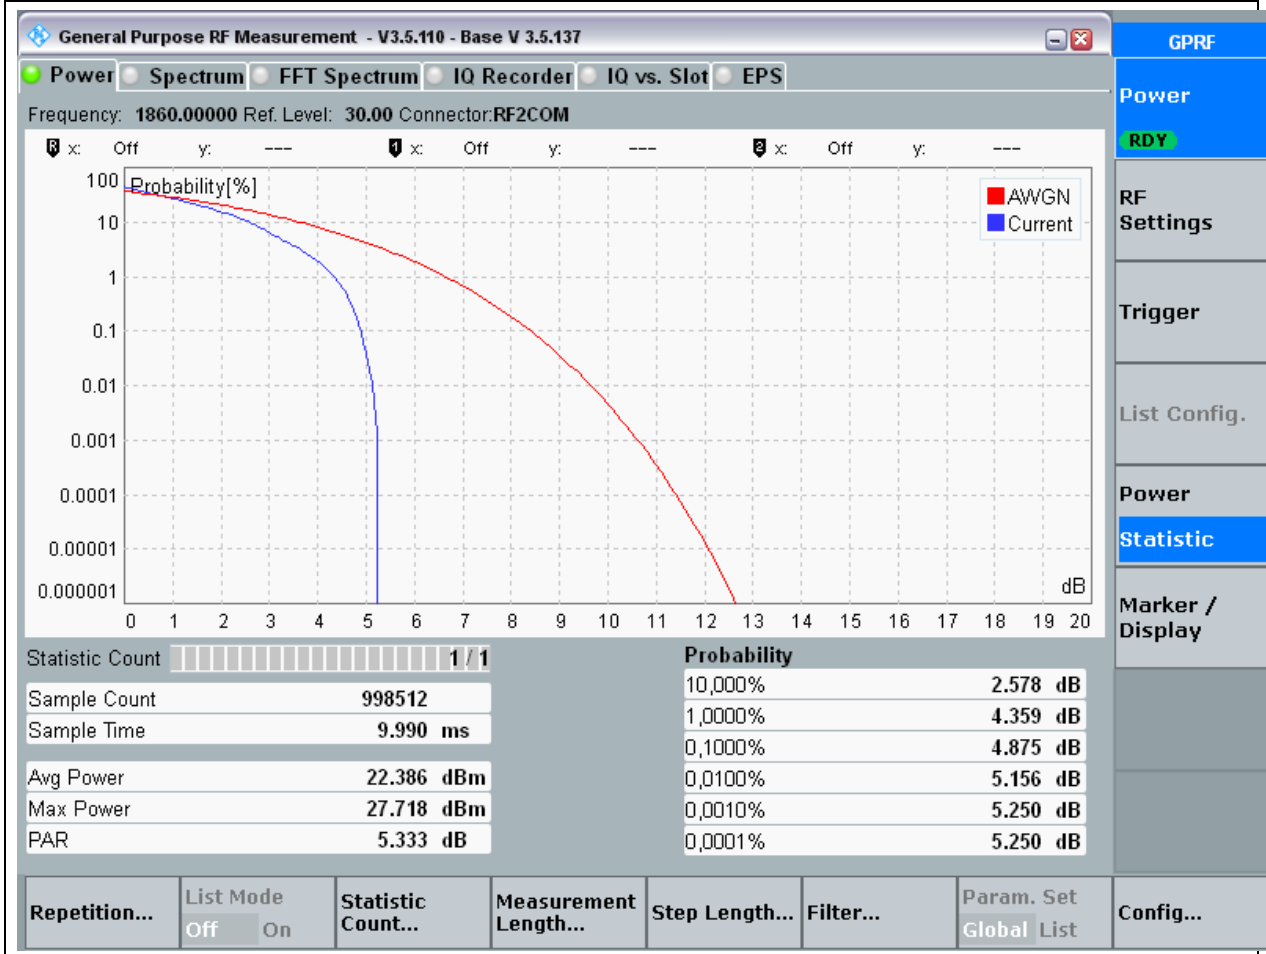 General Purpose RF Measurement - V3.5.110 - Base V 3.5.137
GPRF
Power Spectrum FFT Spectrum IQ Recorder IQ vs. Slot EPS
Frequency: 1860.00000 Ref. Level: 30.00 Connector:RF2COM
R x: Off y: --- 1 x: Off y: --- 2 x: Off y: ---
Probability[%]
100
10
1
0.1
0.01
0.001
0.0001
0.00001
0.000001
AWGN
Current
dB
0 1 2 3 4 5 6 7 8 9 10 11 12 13 14 15 16 17 18 19 20
Statistic Count 1 / 1
Sample Count 998512
Sample Time 9.990 ms
Avg Power 22.386 dBm
Max Power 27.718 dBm
PAR 5.333 dB
Probability
10,000% 2.578 dB
1,0000% 4.359 dB
0,1000% 4.875 dB
0,0100% 5.156 dB
0,0010% 5.250 dB
0,0001% 5.250 dB
Power
RDY
RF
Settings
Trigger
List Config.
Power
Statistic
Marker /
Display
Repetition...
List Mode
Off On
Statistic
Count...
Measurement
Length...
Step Length...
Filter...
Param. Set
Global List
Config...